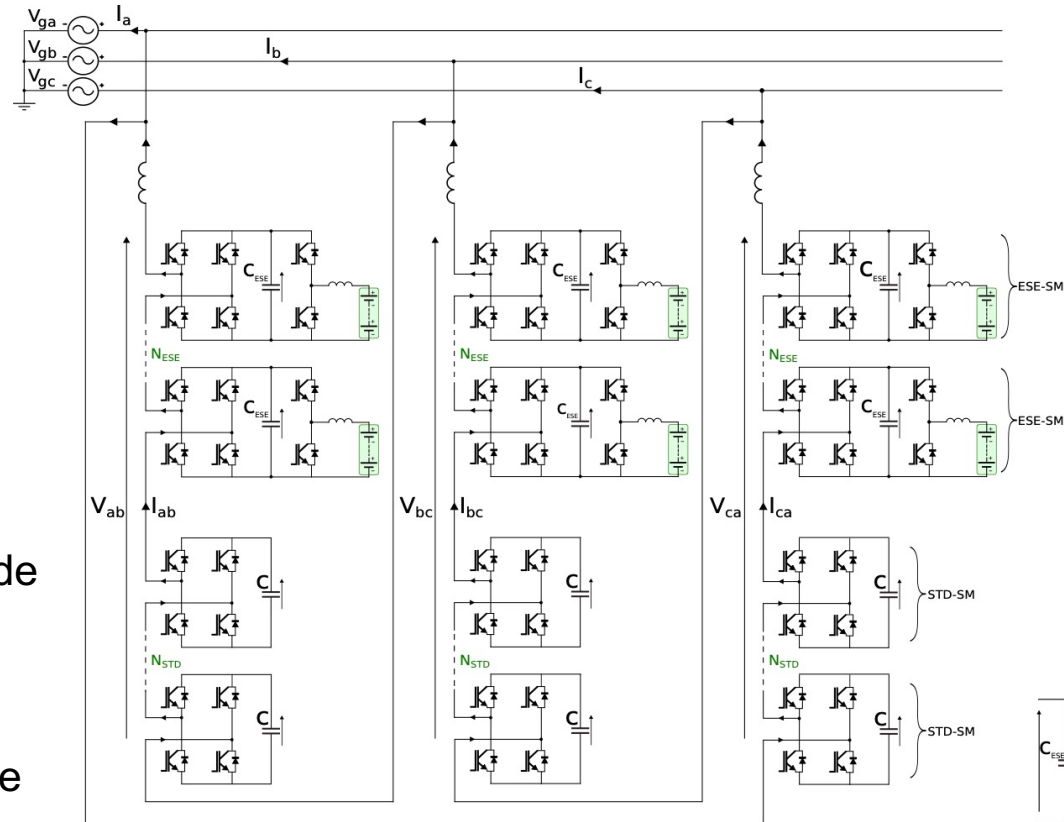 Vga - + Ia
Vgb - + Ib
Vgc - + Ic
CESE CESE CESE
ESE-SM
NESE NESE NESE
CESE CESE CESE
ESE-SM
Vab Iab Vbc Ibc Vca Ica
de
C C C
STD-SM
NSTD NSTD NSTD
C C C
STD-SM
CESE
e